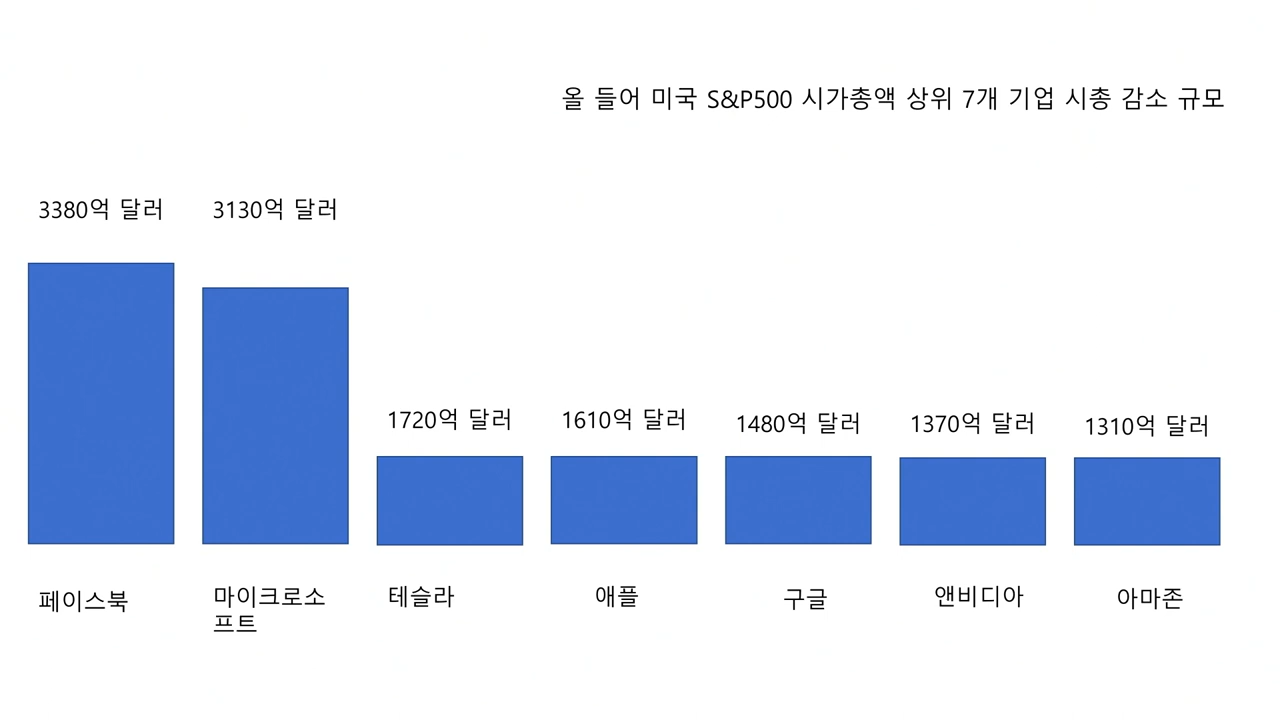 올 들어 미국 S&P500 시가총액 상위 7개 기업 시총 감소 규모
3380억 달러
3130억 달러
1720억 달러
1610억 달러
1480억 달러
1370억 달러
1310억 달러
페이스북
마이크로소
프트
테슬라
애플
구글
앤비디아
아마존